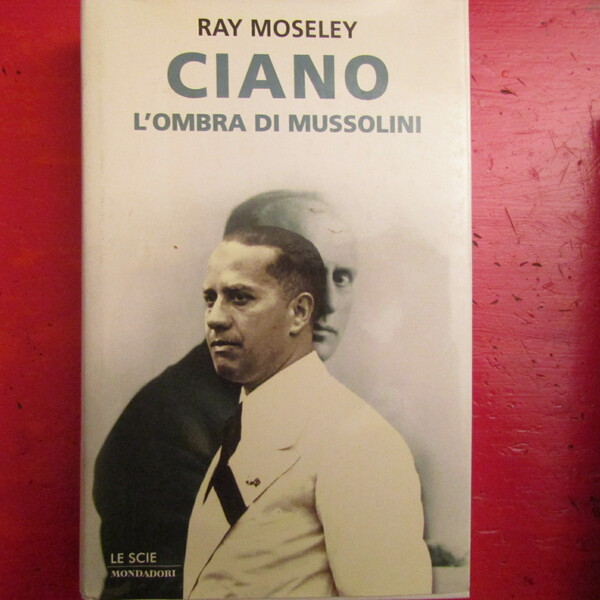 RAY MOSELEY
CIANO
L'OMBRA DI MUSSOLINI
LE SCIE
MONDADORI